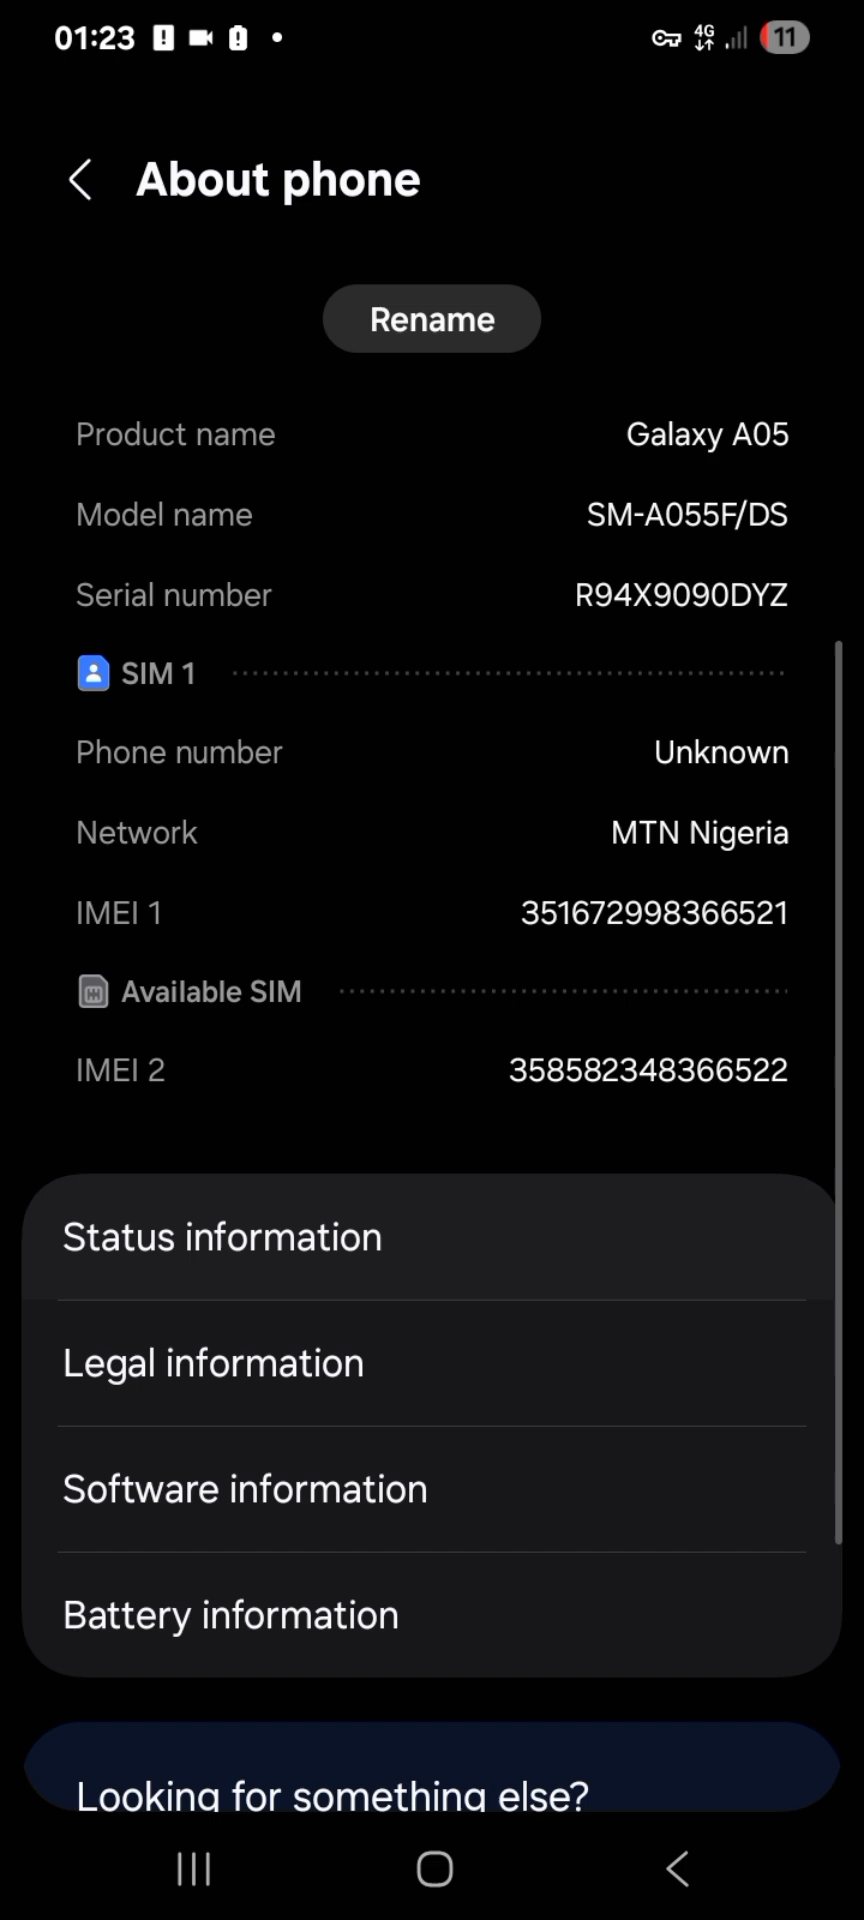 01:23
4G
11
About phone
Rename
Product name Galaxy A05
Model name SM-A055F/DS
Serial number R94X9090DYZ
SIM 1
Phone number Unknown
Network MTN Nigeria
IMEI 1 351672998366521
Available SIM
IMEI 2 358582348366522
Status information
Legal information
Software information
Battery information
Looking for something else?